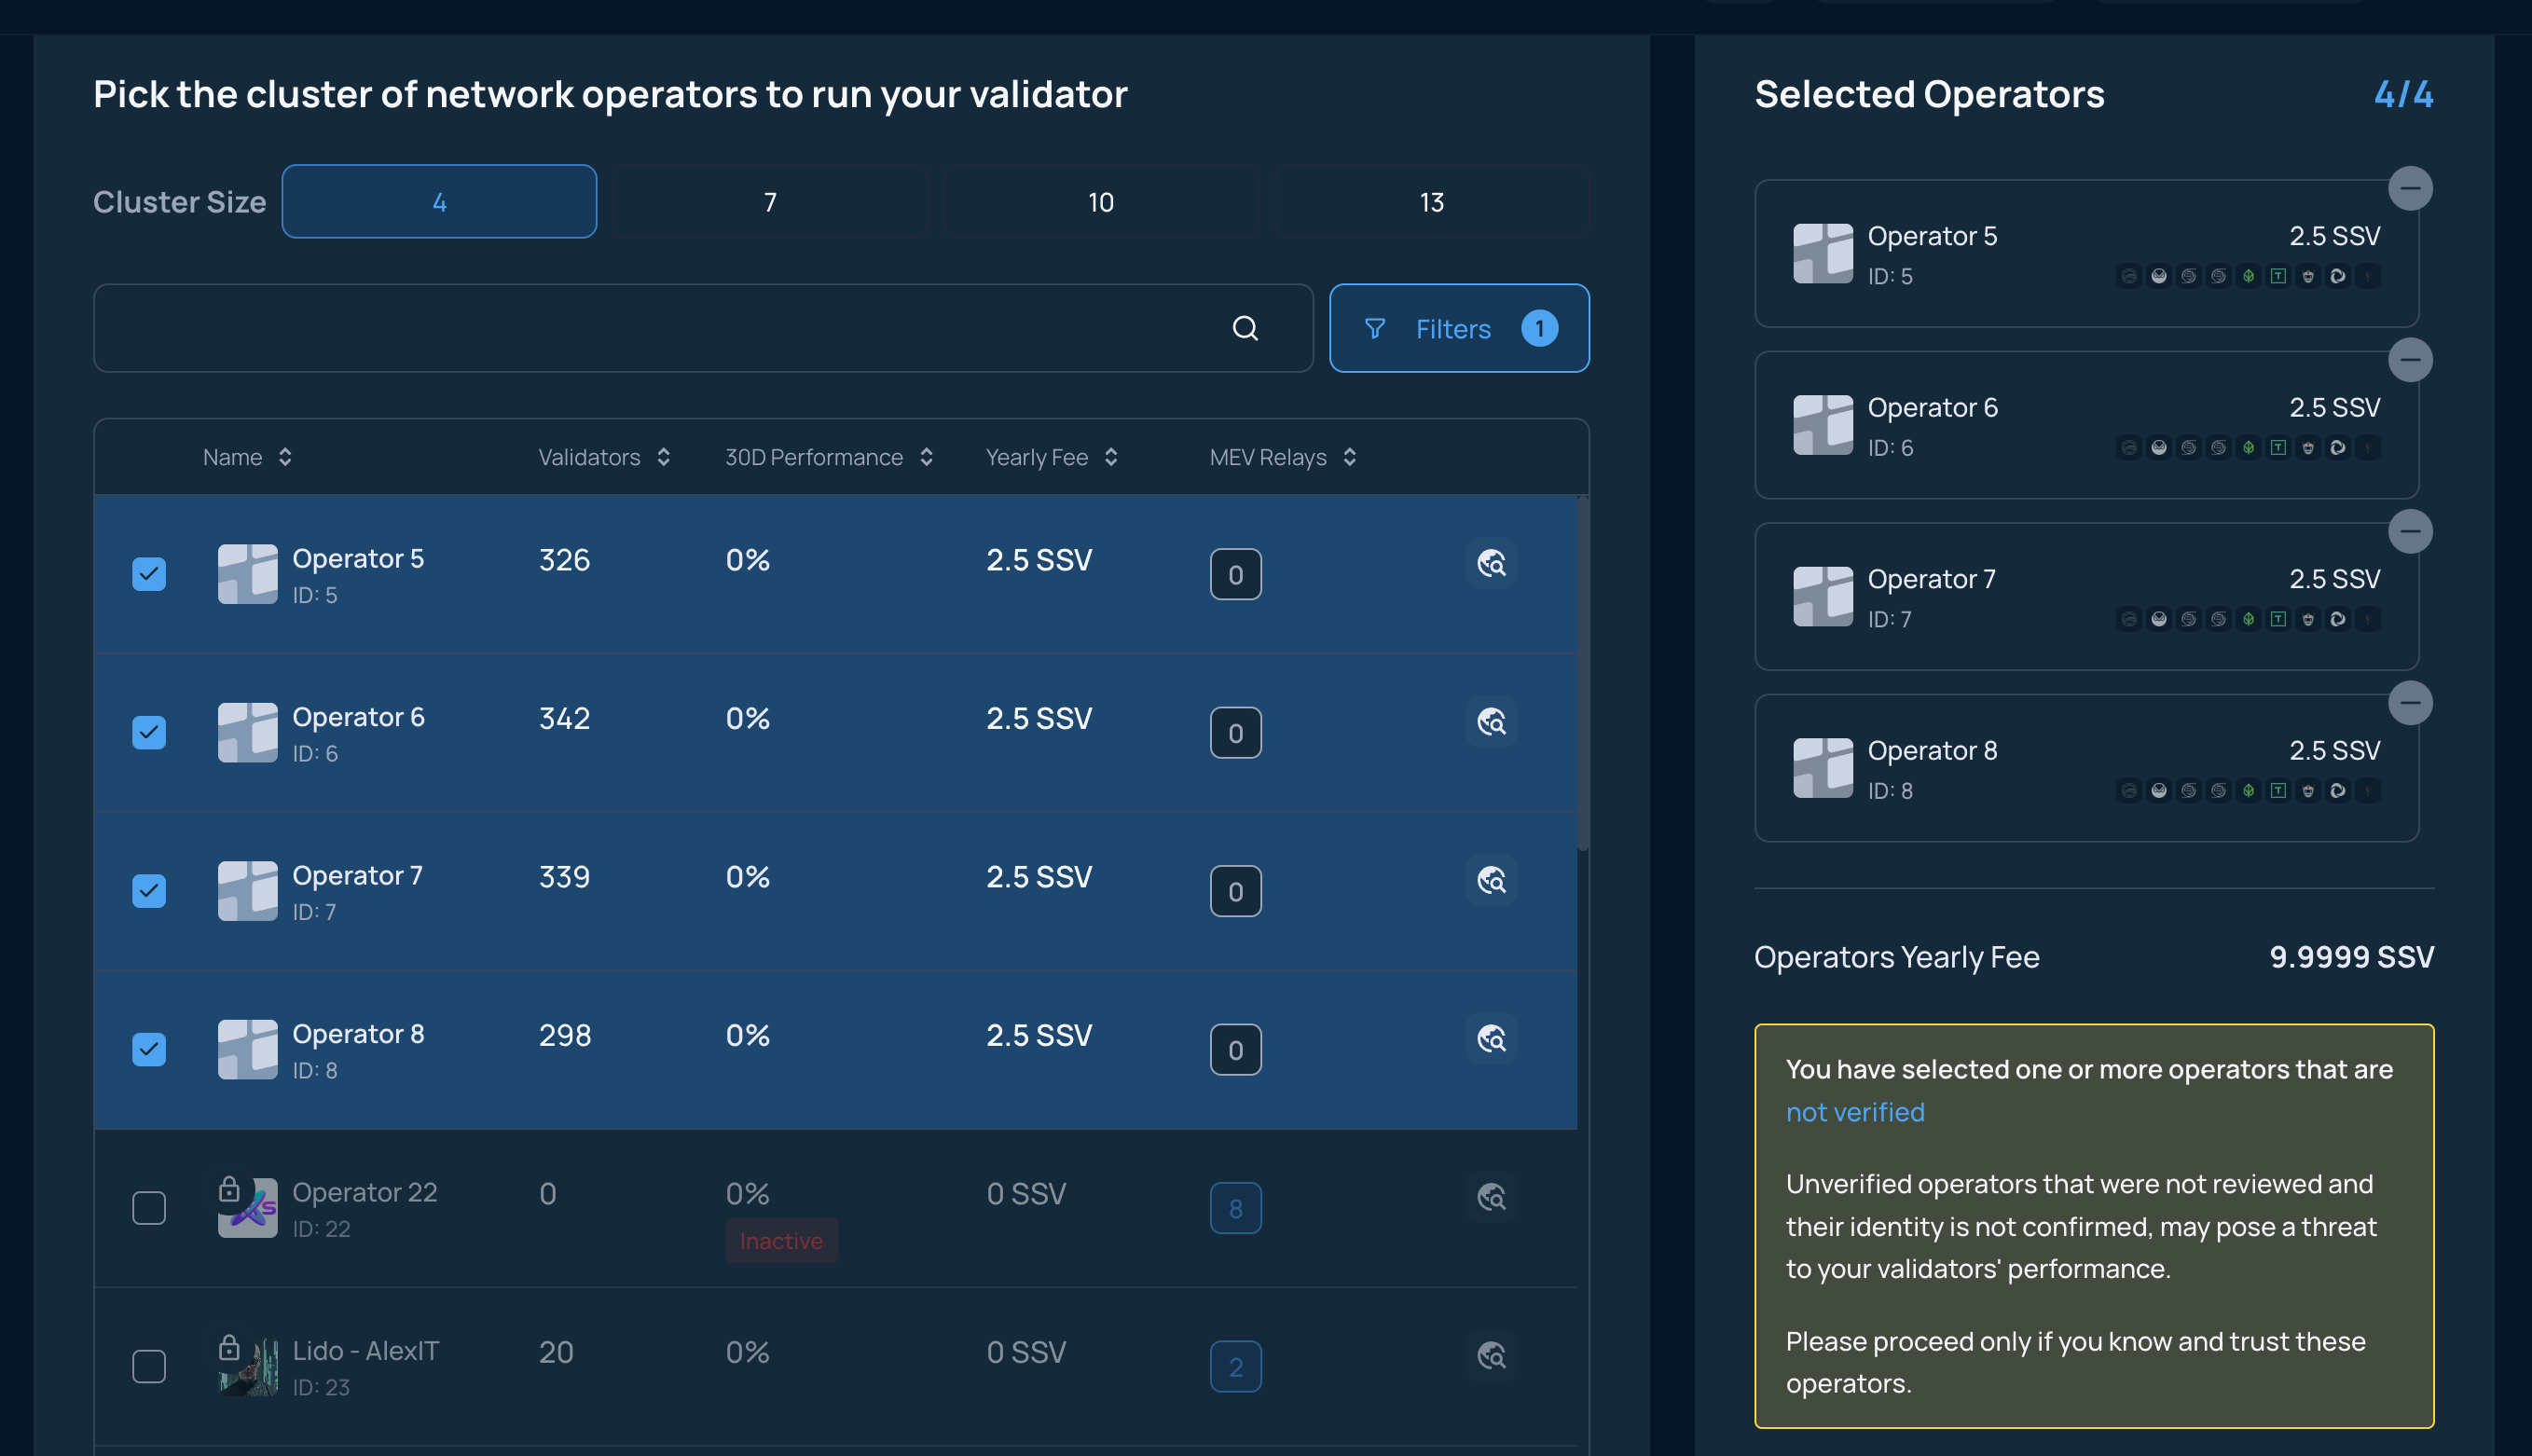 Pick the cluster of network operators to run your validator
Cluster Size 4 7 10 13
Filters 1
Name Validators 30D Performance Yearly Fee MEV Relays
Operator 5 326 0% 2.5 SSV 0
ID: 5
Operator 6 342 0% 2.5 SSV 0
ID: 6
Operator 7 339 0% 2.5 SSV 0
ID: 7
Operator 8 298 0% 2.5 SSV 0
ID: 8
Operator 22 0 0% 0 SSV 8
ID: 22 Inactive
Lido - AlexIT 20 0% 0 SSV 2
ID: 23
Selected Operators 4/4
Operator 5 2.5 SSV
ID: 5
Operator 6 2.5 SSV
ID: 6
Operator 7 2.5 SSV
ID: 7
Operator 8 2.5 SSV
ID: 8
Operators Yearly Fee 9.9999 SSV
You have selected one or more operators that are
not verified
Unverified operators that were not reviewed and
their identity is not confirmed, may pose a threat
to your validators' performance.
Please proceed only if you know and trust these
operators.